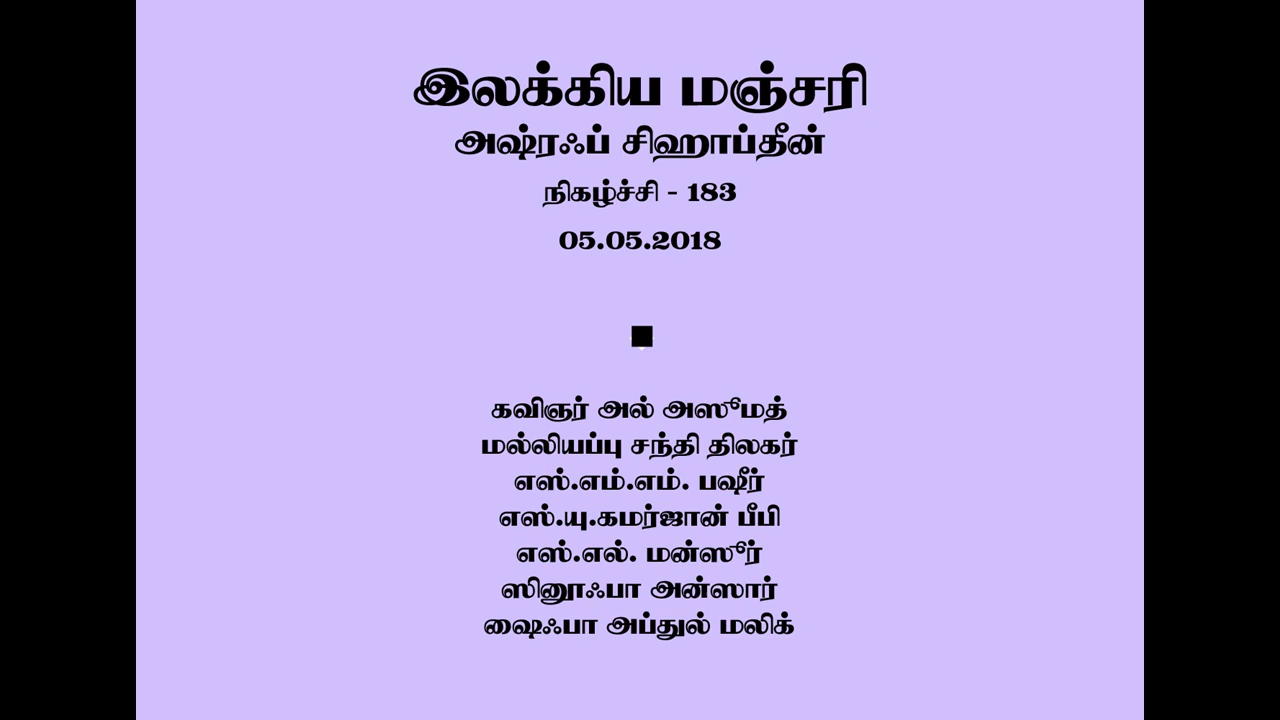 இலக்கிய மஞ்சரி
அஷ்ரஃப் சிஹாப்தீன்
நிகழ்ச்சி - 183
05.05.2018
கவிஞர் அல் அஸூமத்
மல்லியப்பு சந்தி திலகர்
எஸ்.எம்.எம். பஷீர்
எஸ்.யு.கமர்ஜான் பீபி
எஸ்.எல். மன்ஸூர்
ஸினூஃபா அன்ஸார்
ஷைஃபா அப்துல் மலிக்